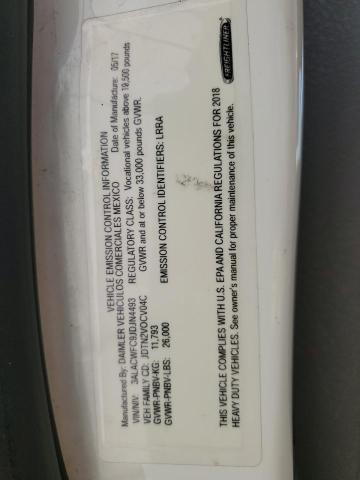 VEHICLE EMISSION CONTROL INFORMATION
Manufactured By: DAIMLER VEHICULOS COMERCIALES MEXICO Date of Manufacture: 05/17
VIN/NIV: 3ALACWFC9JDJN4493 REGULATORY CLASS: Vocational vehicles above 19,500 pounds
VEH FAMILY CD: JDTN2VOCV04C GVWR and at or below 33,000 pounds GVWR.
GVWR-PNBV-KG: 11,793
GVWR-PNBV-LBS: 26,000 EMISSION CONTROL IDENTIFIERS: LRRA
THIS VEHICLE COMPLIES WITH U.S. EPA AND CALIFORNIA REGULATIONS FOR 2018
HEAVY DUTY VEHICLES. See owner's manual for proper maintenance of this vehicle.
FREIGHTLINER